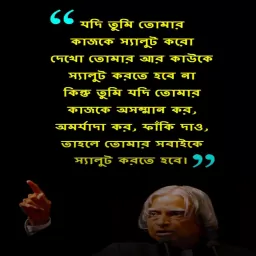 “ যদি তুমি তোমার
কাজকে স্যালুট করো
দেখো তোমার আর কাউকে
স্যালুট করতে হবে না
কিন্তু তুমি যদি তোমার
কাজকে অসম্মান কর,
অমর্যাদা কর, ফাঁকি দাও,
তাহলে তোমার সবাইকে
স্যালুট করতে হবে। ”